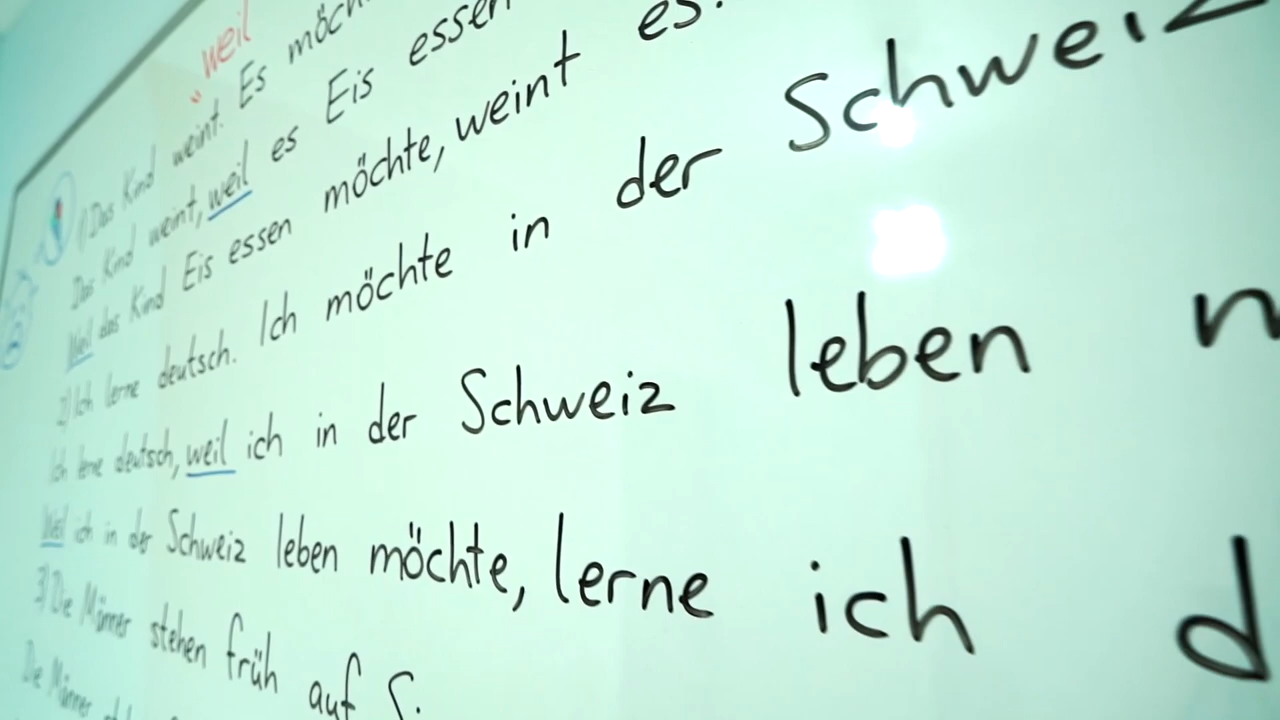 weil
1) Das Kind weint. Es
Das Kind weint, weil es Eis essen
Weil das Kind Eis essen möchte, weint es.
2) Ich lerne deutsch. Ich möchte in der Schweiz
Ich lerne deutsch, weil ich in der Schweiz leben
Weil ich in der Schweiz leben möchte, lerne ich
3) Die Männer stehen früh auf
Die Männer